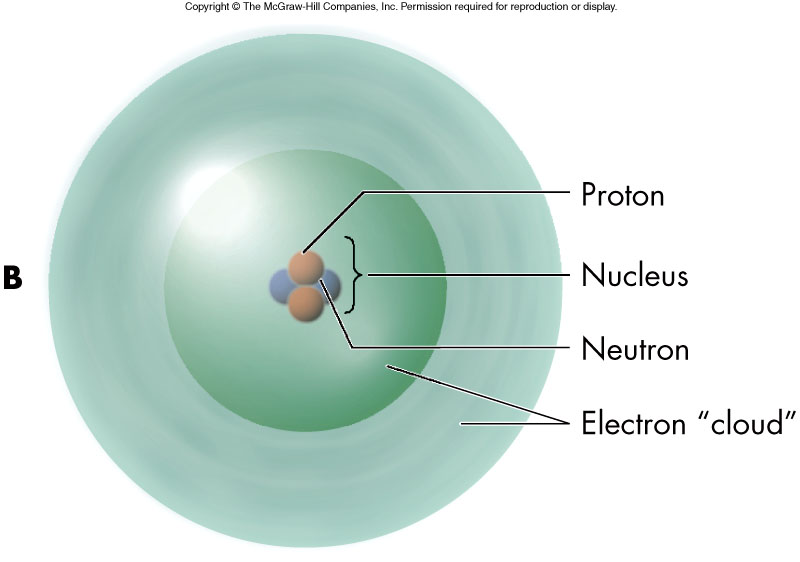 Copyright © The McGraw-Hill Companies, Inc. Permission required for reproduction or display.
Proton
B
Nucleus
Neutron
Electron “cloud”